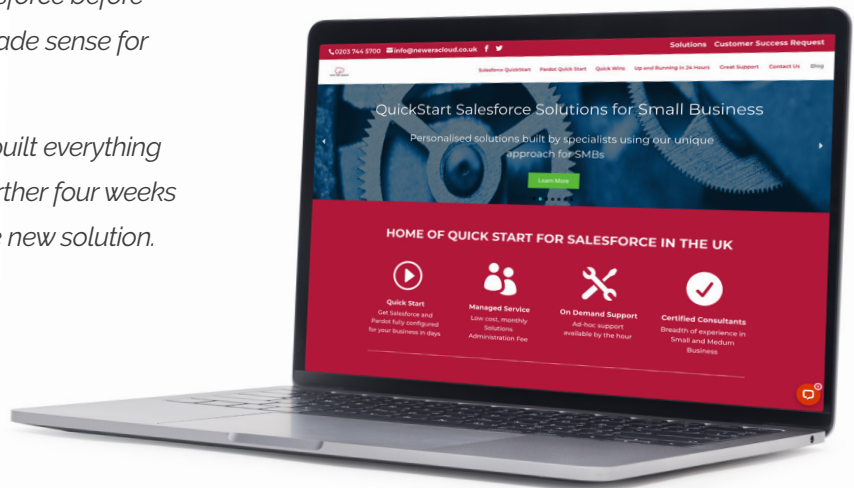 sforce before
ade sense for
built everything
rther four weeks
e new solution.
0203 744 5700 info@neweracloud.co.uk
Solutions Customer Success Request
Salesforce QuickStart Pardot Quick Start Quick Wins Up and Running in 24 Hours Great Support Contact Us Blog
QuickStart Salesforce Solutions for Small Business
Personalised solutions built by specialists using our unique
approach for SMBs
Learn More
HOME OF QUICK START FOR SALESFORCE IN THE UK
Quick Start
Get Salesforce and
Pardot fully configured
for your business in days
Managed Service
Low cost, monthly
Solutions
Administration Fee
On Demand Support
Ad-hoc support
available by the hour
Certified Consultants
Breadth of experience in
Small and Medum
Business